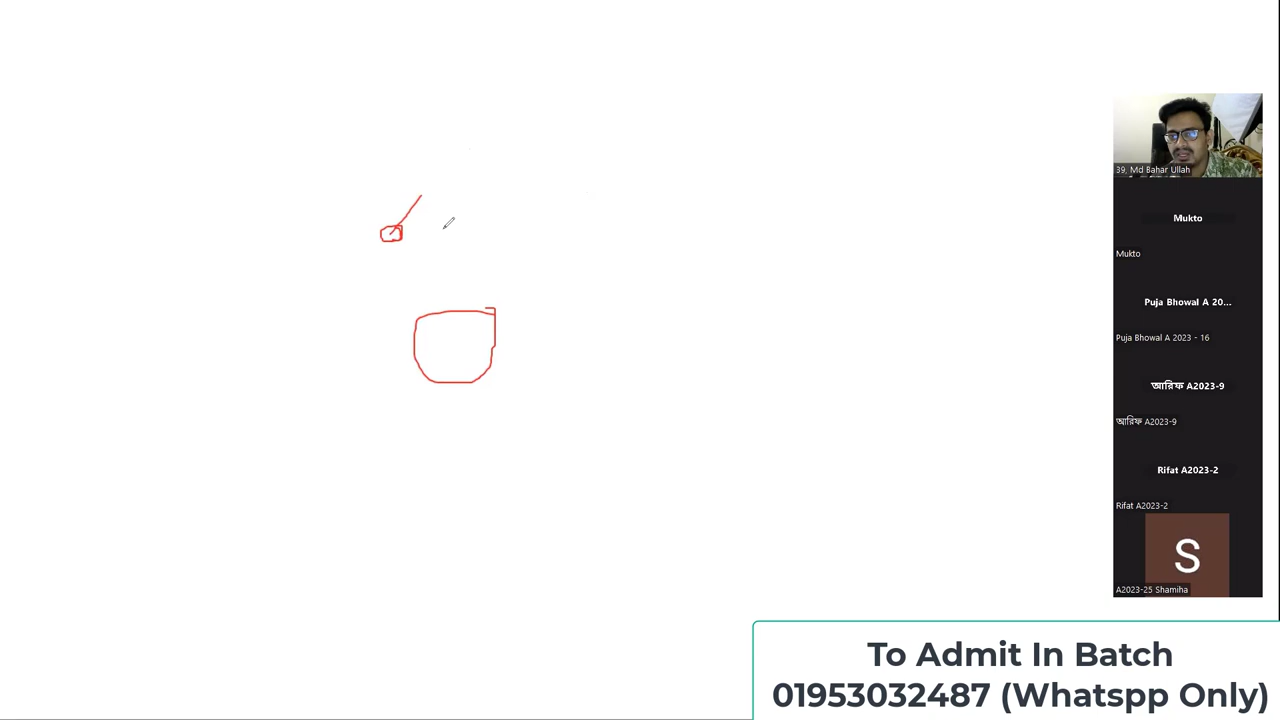 39, Md Bahar Ullah
Mukto
Mukto
Puja Bhowal A 20...
Puja Bhowal A 2023 - 16
আরিফ A2023-9
আরিফ A2023-9
Rifat A2023-2
Rifat A2023-2
S
A2023-25 Shamiha
To Admit In Batch
01953032487 (Whatspp Only)